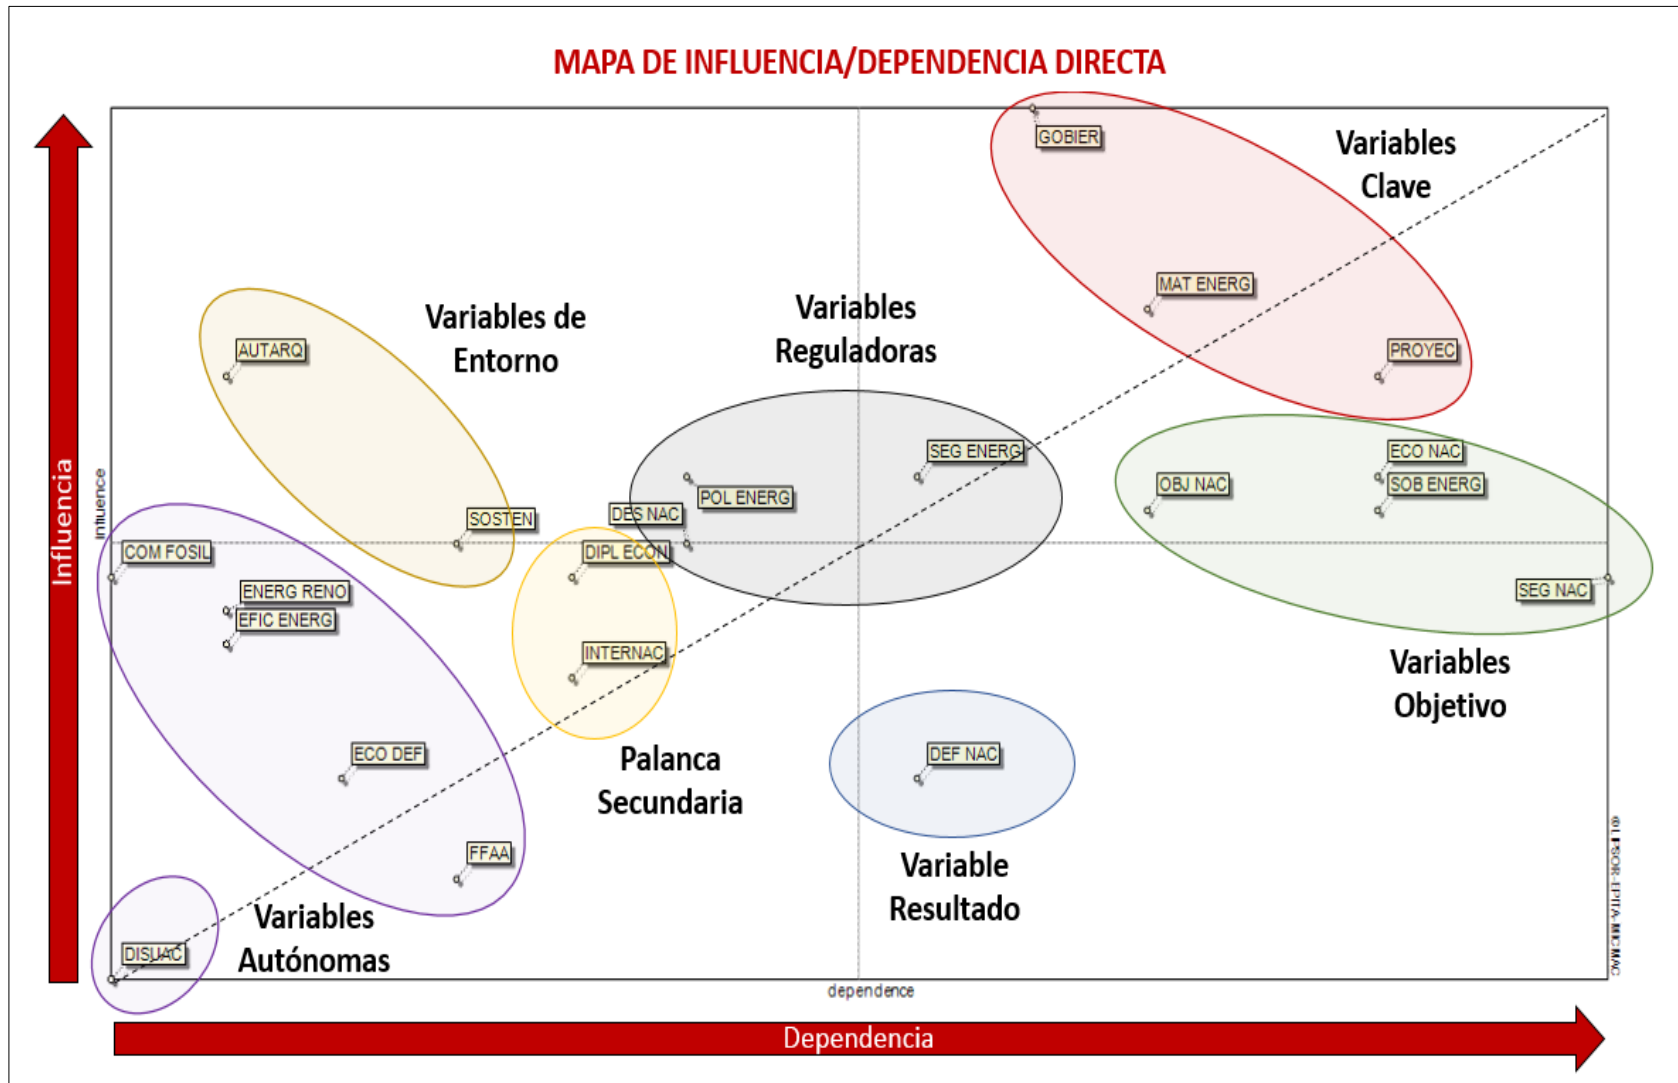 MAPA DE INFLUENCIA/DEPENDENCIA DIRECTA
GOBIER
Variables
Clave
MAT ENERG
Variables de
Entorno
Variables
Reguladoras
AUTARQ
PROYEC
SEG ENERG
ECO NAC
OBJ NAC
SOB ENERG
POL ENERG
DES NAC
SOSTEN
Influencia
influence
COM FOSIL
DIPL ECON
ENERG RENO
EFIC ENERG
SEG NAC
INTERNAC
Variables
Objetivo
ECO DEF
Palanca
Secundaria
DEF NAC
FFAA
Variable
Resultado
Variables
Autónomas
DISUAC
© LIPSOR-EPITA-MICMAC
dependence
Dependencia